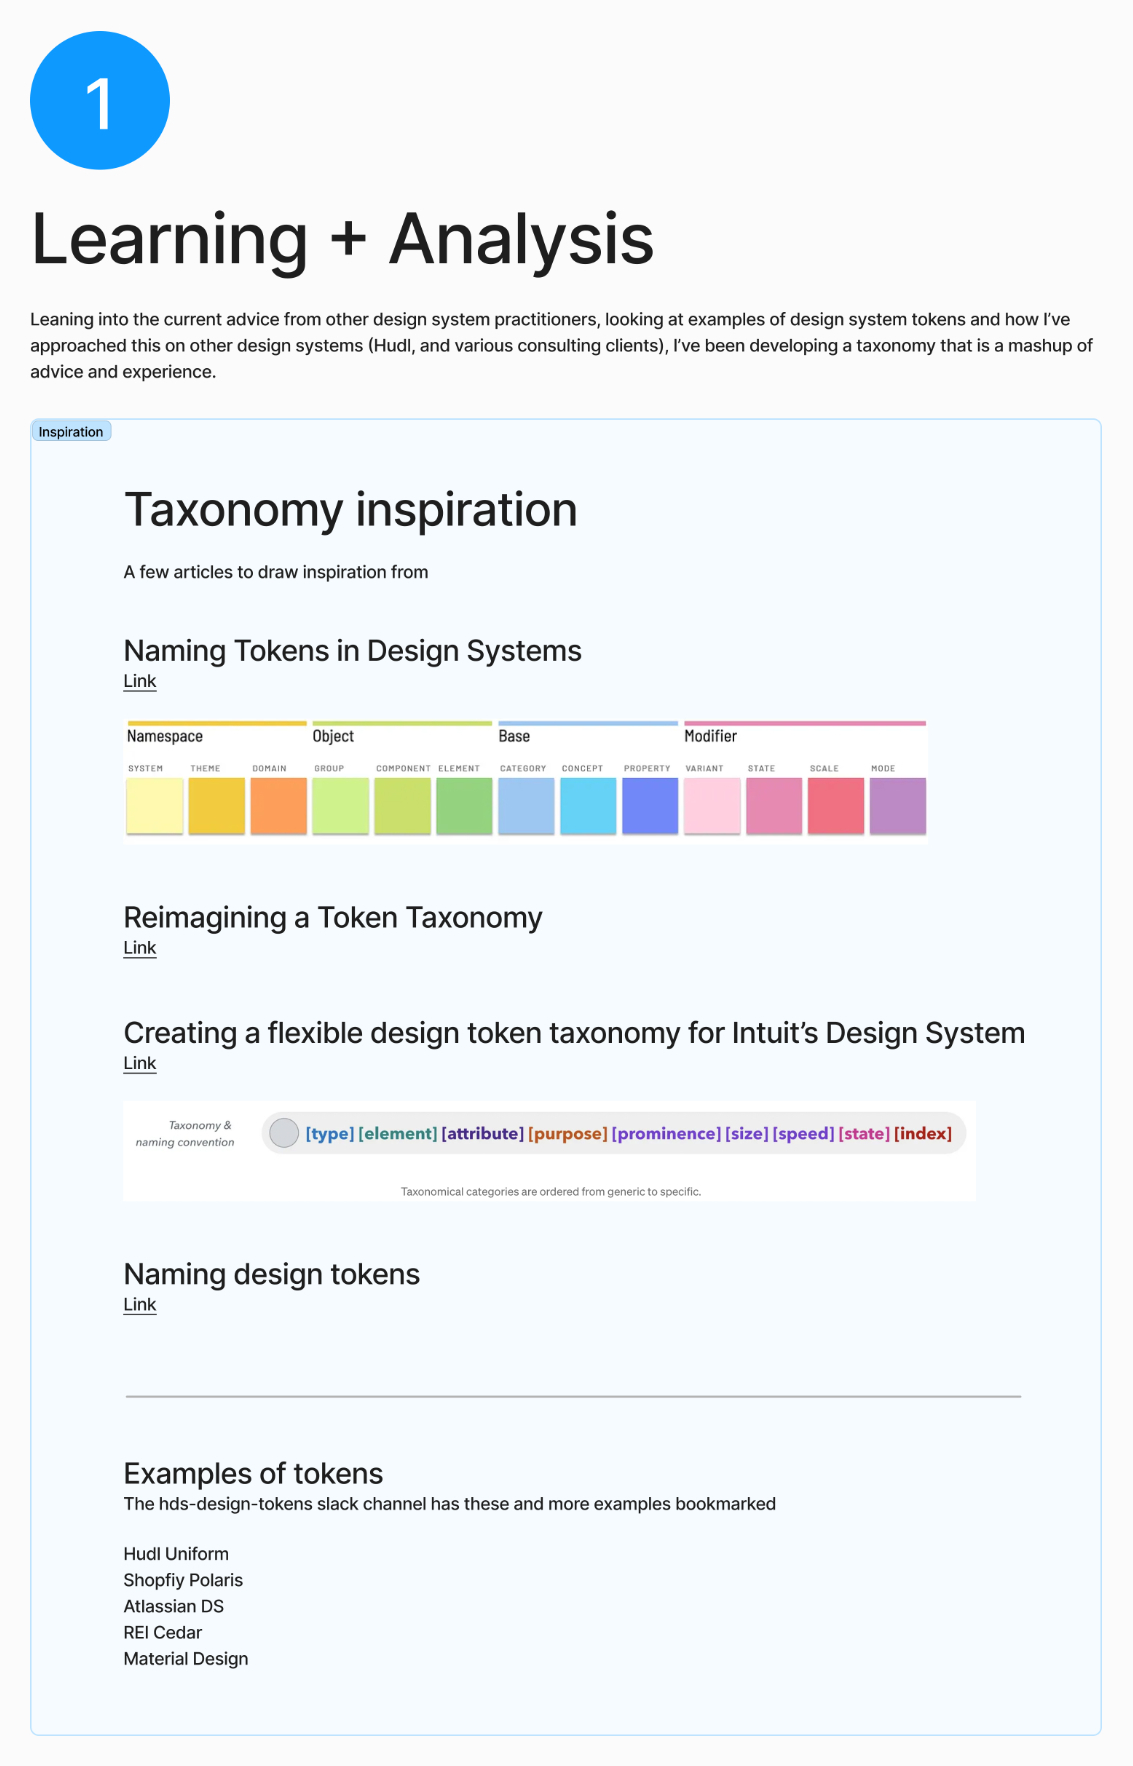 1
Learning + Analysis
Leaning into the current advice from other design system practitioners, looking at examples of design system tokens and how I’ve
approached this on other design systems (Hudl, and various consulting clients), I’ve been developing a taxonomy that is a mashup of
advice and experience.
Inspiration
Taxonomy inspiration
A few articles to draw inspiration from
Naming Tokens in Design Systems
Link
Namespace Object Base Modifier
SYSTEM THEME DOMAIN GROUP COMPONENT ELEMENT CATEGORY CONCEPT PROPERTY VARIANT STATE SCALE MODE
Reimagining a Token Taxonomy
Link
Creating a flexible design token taxonomy for Intuit’s Design System
Link
Taxonomy &
naming convention
[type] [element] [attribute] [purpose] [prominence] [size] [speed] [state] [index]
Taxonomical categories are ordered from generic to specific.
Naming design tokens
Link
Examples of tokens
The hds-design-tokens slack channel has these and more examples bookmarked
Hudl Uniform
Shopfiy Polaris
Atlassian DS
REI Cedar
Material Design